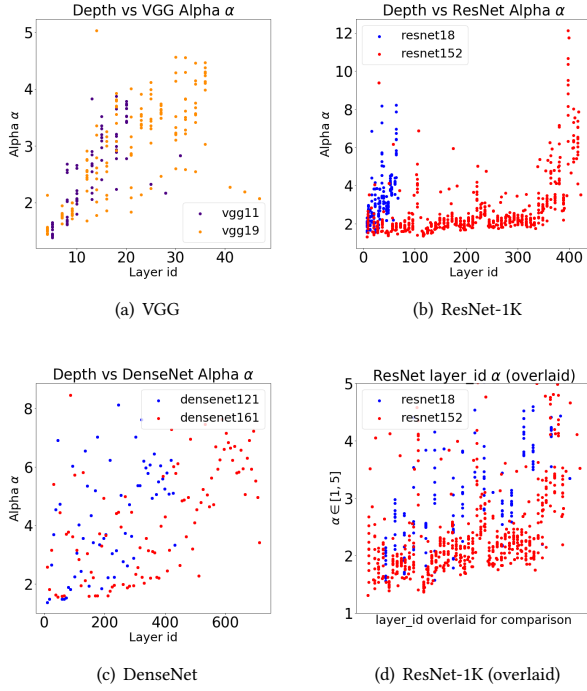 Depth vs VGG Alpha α
5
4
3
2
Alpha α
10
20
30
40
Layer id
vgg11
vgg19
(a) VGG
Depth vs ResNet Alpha α
resnet18
resnet152
12
10
8
6
4
2
Alpha α
0
100
200
300
400
Layer id
(b) ResNet-1K
Depth vs DenseNet Alpha α
densenet121
densenet161
8
6
4
2
Alpha α
0
200
400
600
Layer id
(c) DenseNet
ResNet layer_id α (overlaid)
resnet18
resnet152
5
4
3
2
1
α ∈ [1, 5]
layer_id overlaid for comparison
(d) ResNet-1K (overlaid)